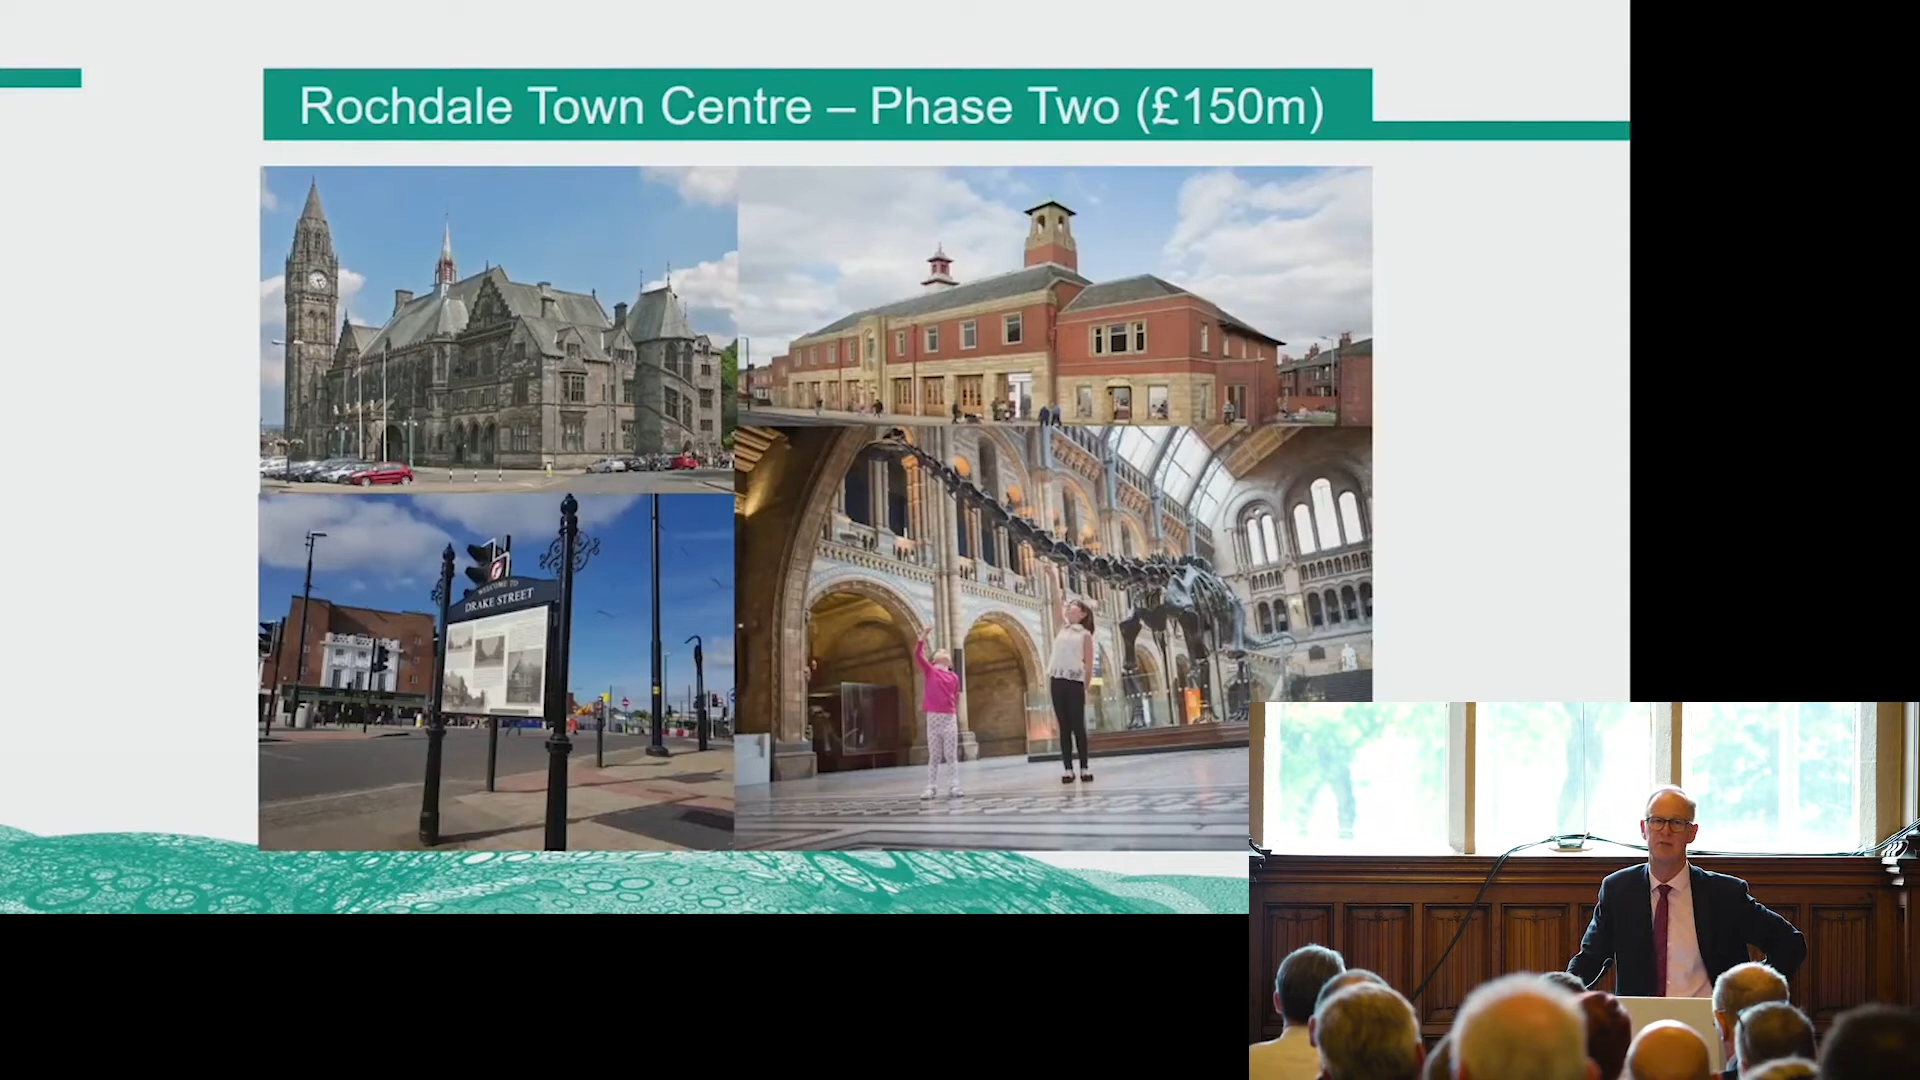 Rochdale Town Centre – Phase Two (£150m)
WELCOME TO
DRAKE STREET